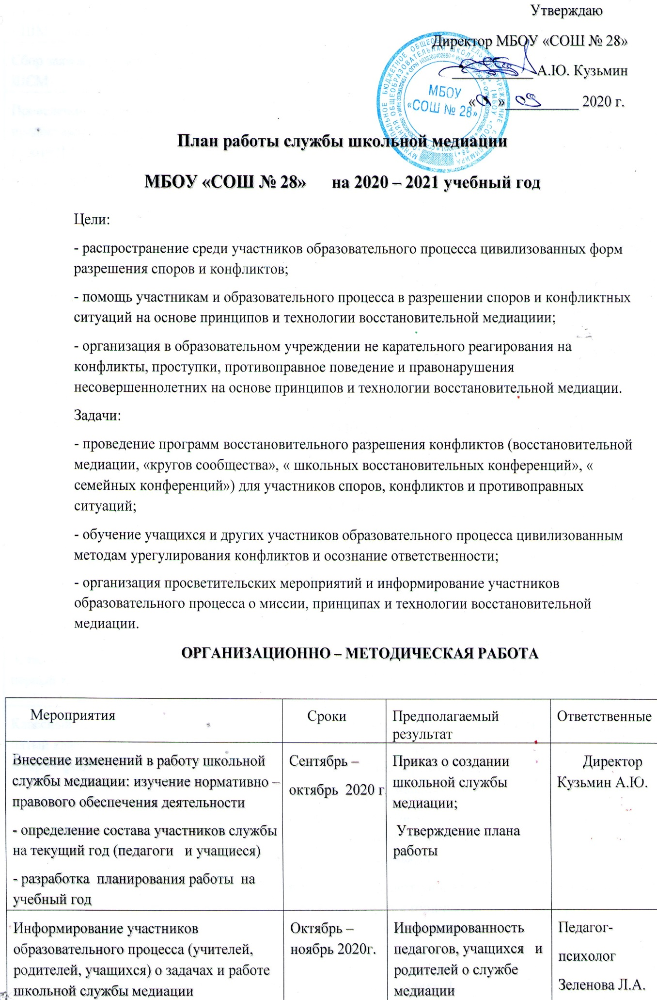 Утверждаю
Директор МБОУ «СОШ № 28»
А.Ю. Кузьмин
« » 09 2020 г.
МБОУ
«СОШ № 28»
План работы службы школьной медиации
МБОУ «СОШ № 28» на 2020 – 2021 учебный год
Цели:
- распространение среди участников образовательного процесса цивилизованных форм
разрешения споров и конфликтов;
- помощь участникам и образовательного процесса в разрешении споров и конфликтных
ситуаций на основе принципов и технологии восстановительной медиациии;
- организация в образовательном учреждении не карательного реагирования на
конфликты, проступки, противоправное поведение и правонарушения
несовершеннолетних на основе принципов и технологии восстановительной медиации.
Задачи:
- проведение программ восстановительного разрешения конфликтов (восстановительной
медиации, «кругов сообщества», « школьных восстановительных конференций», «
семейных конференций») для участников споров, конфликтов и противоправных
ситуаций;
- обучение учащихся и других участников образовательного процесса цивилизованным
методам урегулирования конфликтов и осознание ответственности;
- организация просветительских мероприятий и информирование участников
образовательного процесса о миссии, принципах и технологии восстановительной
медиации.
ОРГАНИЗАЦИОННО – МЕТОДИЧЕСКАЯ РАБОТА
Мероприятия
Сроки
Предполагаемый
результат
Ответственные
Внесение изменений в работу школьной
службы медиации: изучение нормативно –
правового обеспечения деятельности
- определение состава участников службы
на текущий год (педагоги и учащиеся)
- разработка планирования работы на
учебный год
Сентябрь –
октябрь 2020 г
Приказ о создании
школьной службы
медиации;
Утверждение плана
работы
Директор
Кузьмин А.Ю.
Информирование участников
образовательного процесса (учителей,
родителей, учащихся) о задачах и работе
школьной службы медиации
Октябрь –
ноябрь 2020г.
Информированность
педагогов, учащихся и
родителей о службе
медиации
Педагог-
психолог
Зеленова Л.А.